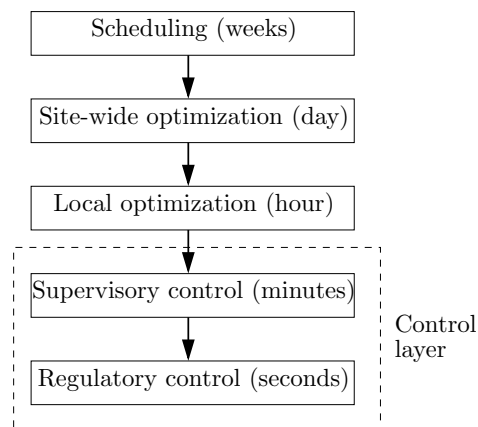 Scheduling (weeks)
Site-wide optimization (day)
Local optimization (hour)
Supervisory control (minutes)
Control
layer
Regulatory control (seconds)